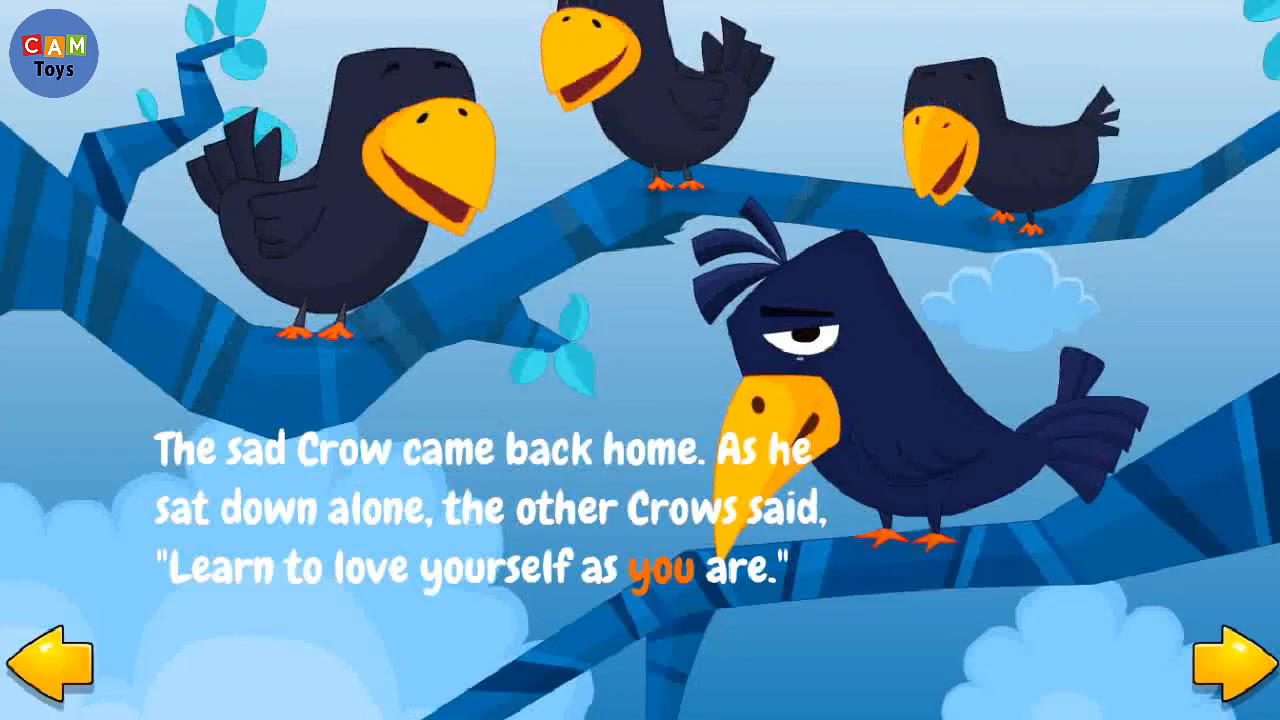 CAM
Toys
The sad Crow came back home. As he
sat down alone, the other Crows said,
"Learn to love yourself as you are."